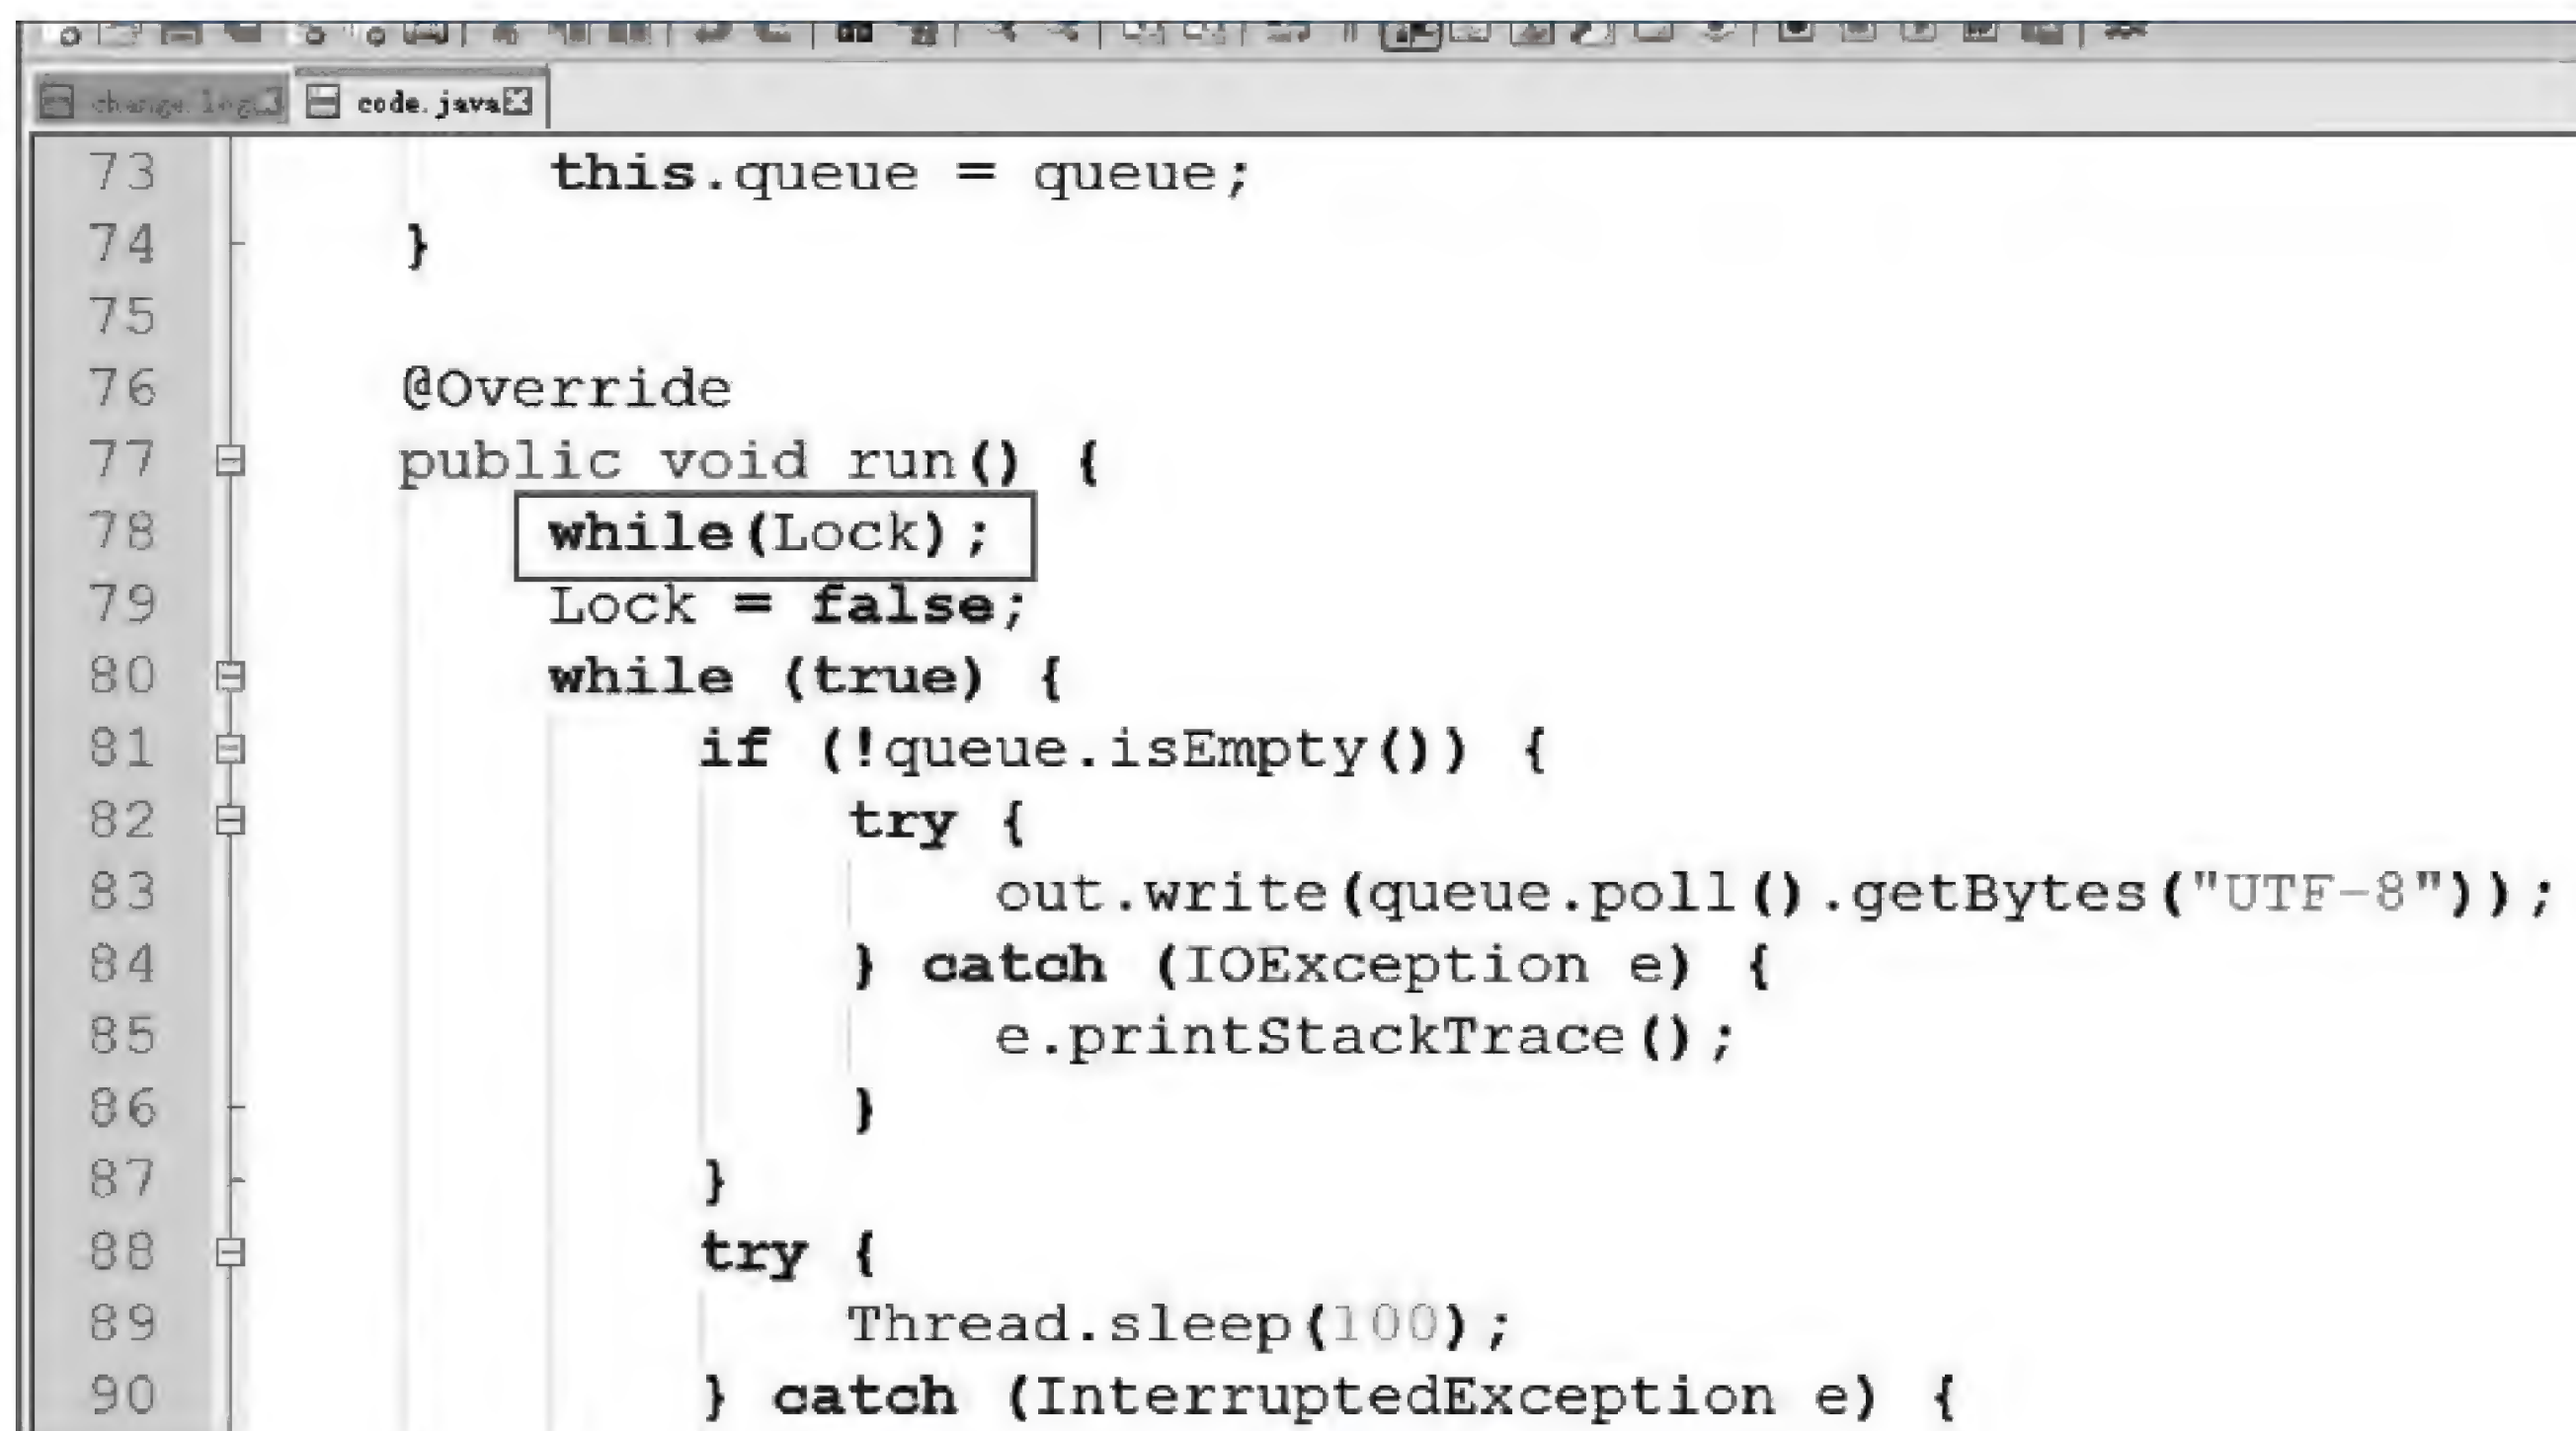 change.log code.java
73 this.queue = queue;
74 }
75
76 @Override
77 public void run() {
78 while(Lock);
79 Lock = false;
80 while (true) {
81 if (!queue.isEmpty()) {
82 try {
83 out.write(queue.poll().getBytes("UTF-8"));
84 } catch (IOException e) {
85 e.printStackTrace();
86 }
87 }
88 try {
89 Thread.sleep(100);
90 } catch (InterruptedException e) {